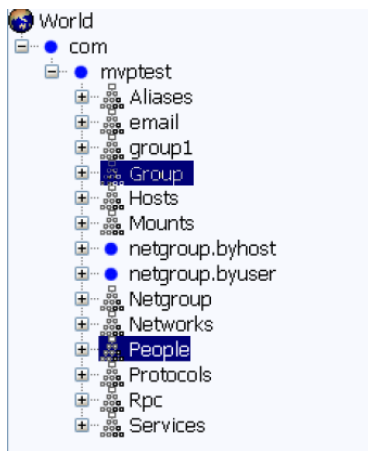 World
com
mvptest
Aliases
email
group1
Group
Hosts
Mounts
netgroup.byhost
netgroup.byuser
Netgroup
Networks
People
Protocols
Rpc
Services